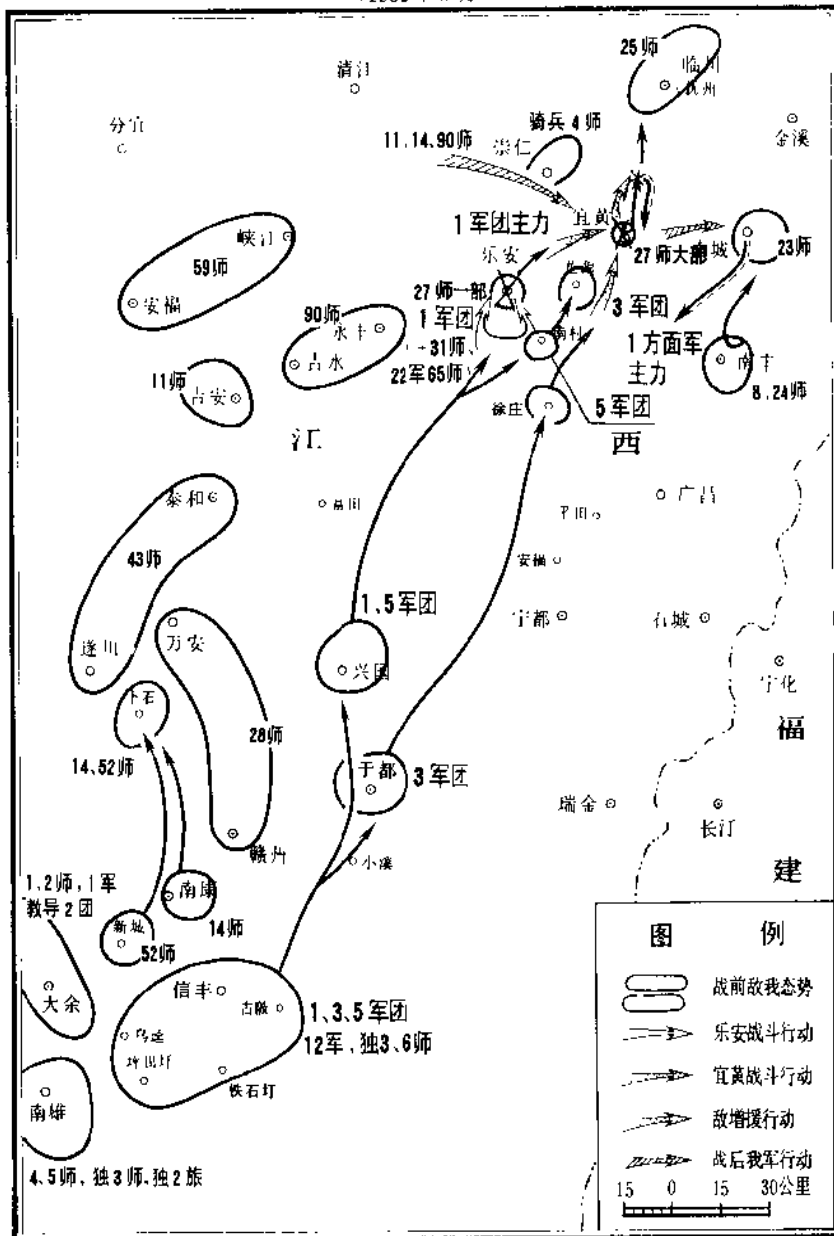 25师
临川
抚州
清江
分宜
骑兵4师
崇仁
金溪
11.14.90师
宜黄
1军团主力
峡江
59师
安福
乐安
27师大部
23师
27师一部
1军团
31师、
22军65师
3军团
1方面军
主力
南丰
8.24师
90师
永丰
吉水
11师
吉安
5军团
徐庄
江
西
泰和
富田
广昌
平田
43师
安福
1、5军团
宁都
石城
万安
遂川
兴国
宁化
28师
14、52师
福
于都
3军团
瑞金
长汀
赣州
小溪
建
1,2师,1军
教导2团
南康
新城
14师
52师
大余
信丰
古陂
1、3、5军团
12军,独3、6师
乌迳
铁石圩
南雄
4.5师、独3师、独2旅
图 例
战前敌我态势
乐安战斗行动
宜黄战斗行动
敌增援行动
战后我军行动
15 0 15 30公里